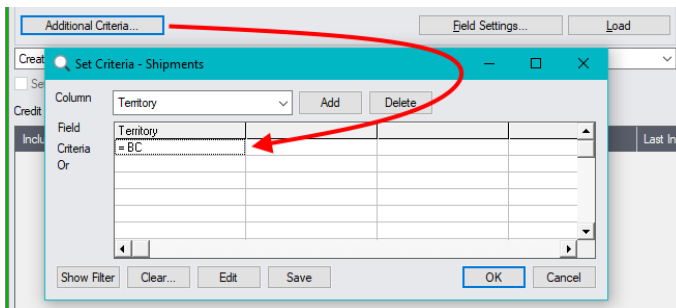 Additional Criteria... Field Settings... Load
Creat
Set Criteria - Shipments
Se
Column Territory Add Delete
Credit
Field Territory
Inclu Criteria = BC Last In
Or
Show Filter Clear... Edit Save OK Cancel